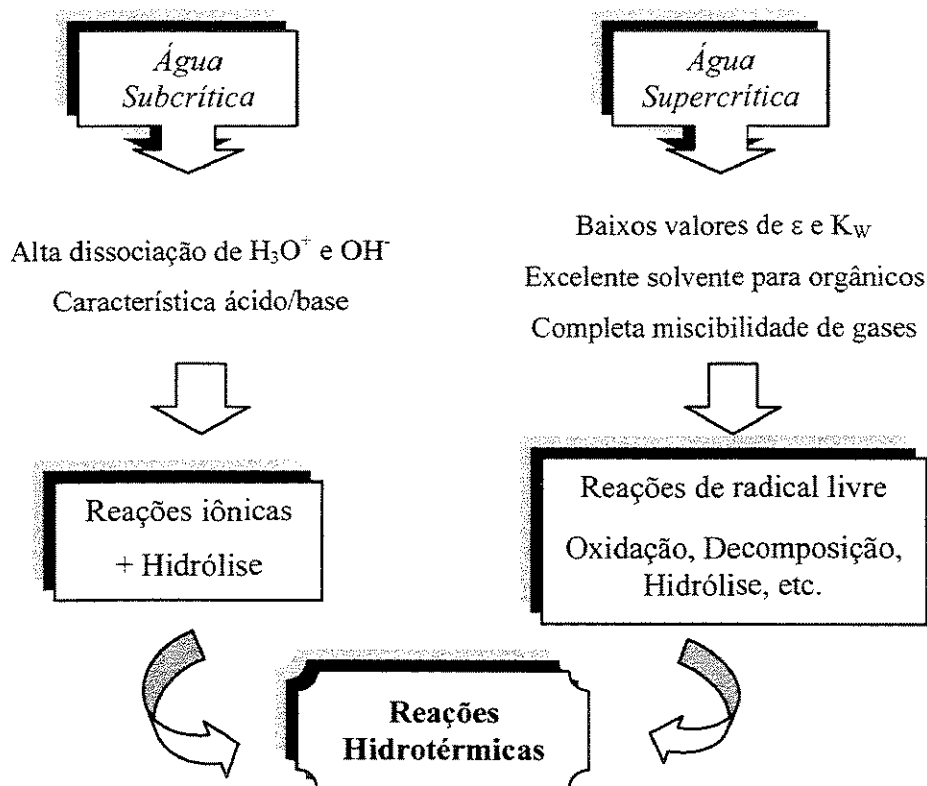 Água
Subcrítica
Alta dissociação de H₃O⁺ e OH⁻
Característica ácido/base
Reações iônicas
+ Hidrólise
Água
Supercrítica
Baixos valores de ε e K_W
Excelente solvente para orgânicos
Completa miscibilidade de gases
Reações de radical livre
Oxidação, Decomposição,
Hidrólise, etc.
Reações
Hidrotérmicas